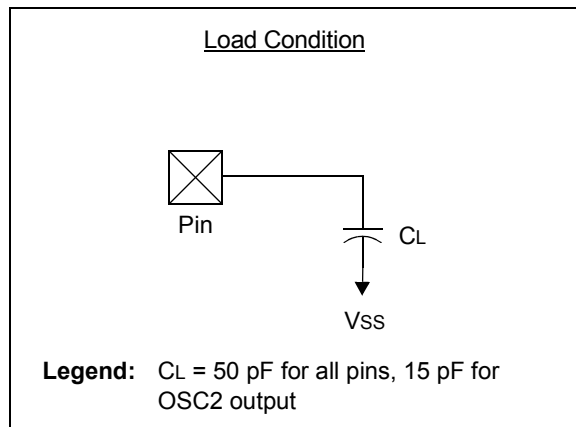 Load Condition
Pin
CL
VSS
Legend: CL = 50 pF for all pins, 15 pF for
OSC2 output